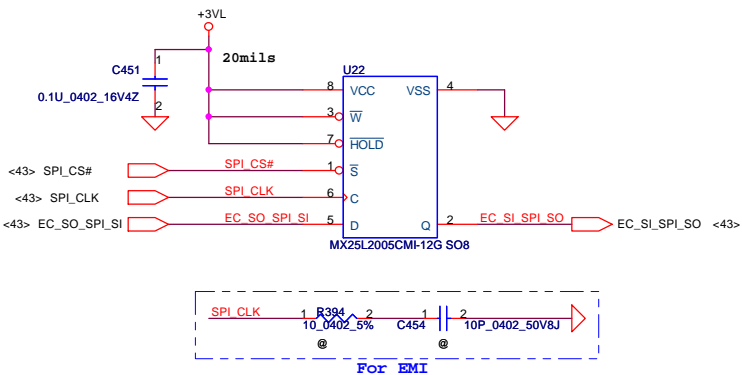 +3VL
20mils
1
C451
0.1U_0402_16V4Z
2
U22
8 VCC VSS 4
3 W
7 HOLD
<43> SPI_CS# SPI_CS# 1 S
<43> SPI_CLK SPI_CLK 6 C
<43> EC_SO_SPI_SI EC_SO_SPI_SI 5 D Q 2 EC_SI_SPI_SO EC_SI_SPI_SO <43>
MX25L2005CMI-12G SO8
SPI_CLK 1 R394 2 1 2
10_0402_5% C454 10P_0402_50V8J
@ @
For EMI